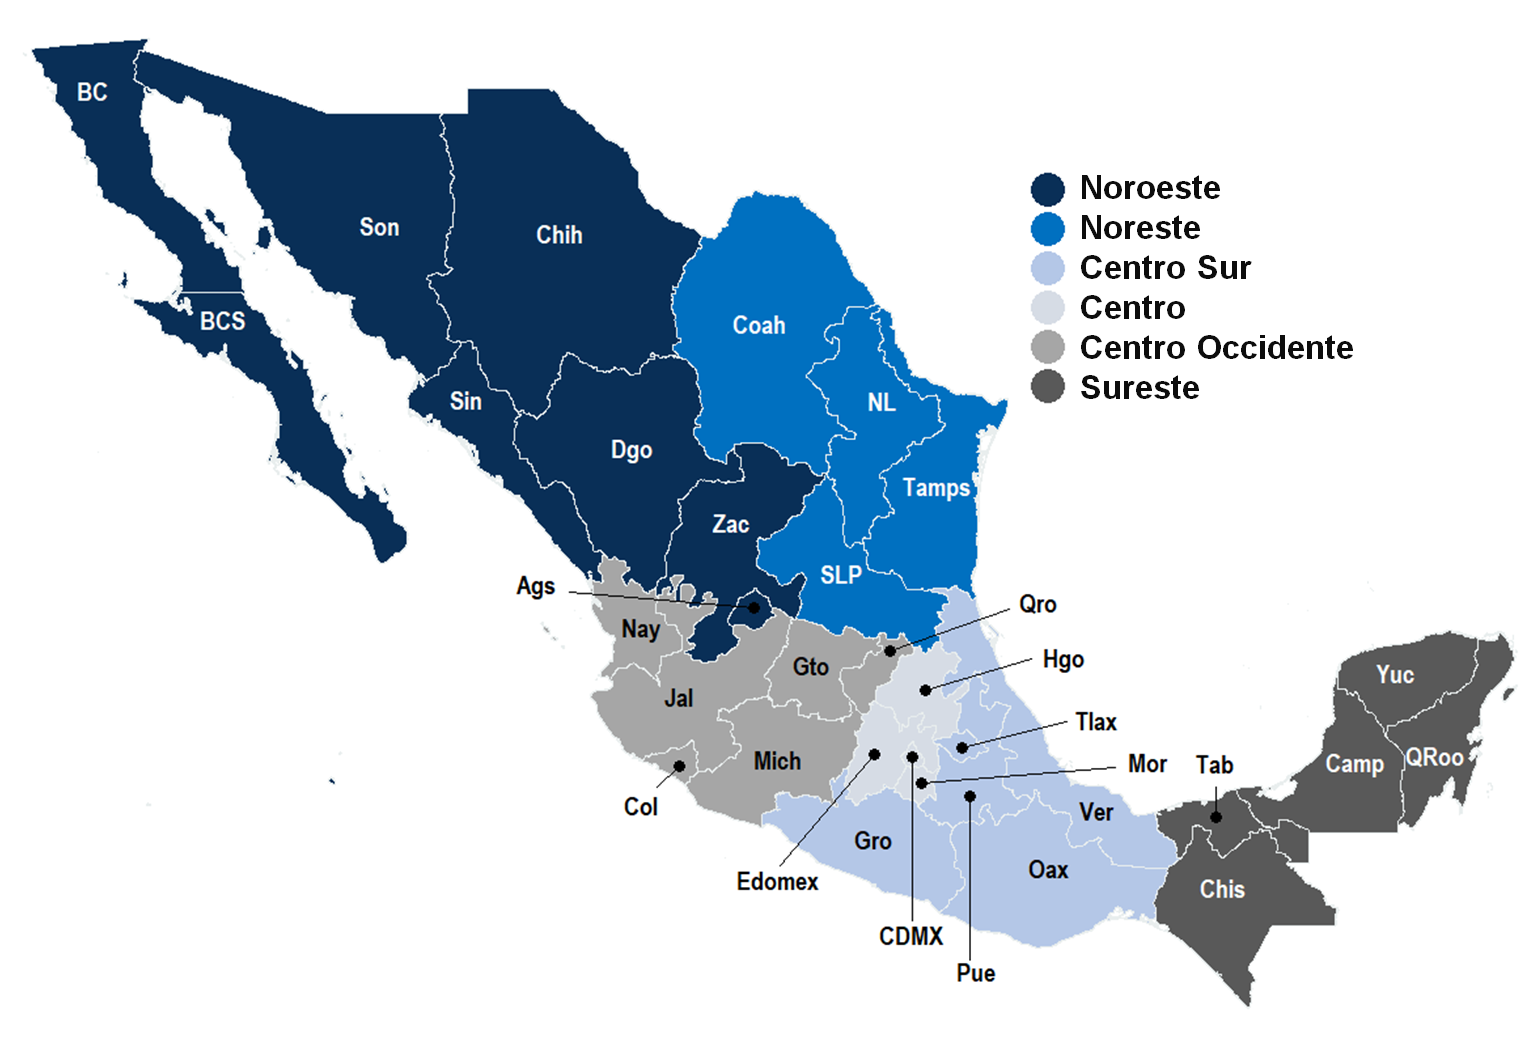 BC
Son
Chih
Noroeste
Noreste
Centro Sur
Centro
Centro Occidente
Sureste
BCS
Coah
Sin
NL
Dgo
Tamps
Zac
SLP
Ags
Qro
Nay
Hgo
Gto
Yuc
Jal
Tlax
Mich
Mor
Tab
Camp
QRoo
Col
Ver
Gro
Edomex
Oax
Chis
CDMX
Pue